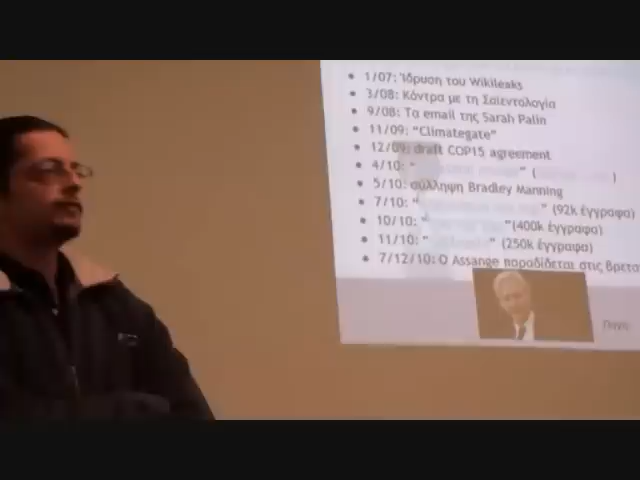 • 1/07: Ίδρυση του Wikileaks
• 3/08: Κόντρα με τη Σαϊεντολογία
• 9/08: Τα email της Sarah Palin
• 11/09: "Climategate"
• 12/09: draft COP15 agreement
• 4/10: " " ( )
• 5/10: σύλληψη Bradley Manning
• 7/10: " " (92k έγγραφα)
• 10/10: " " (400k έγγραφα)
• 11/10: " " (250k έγγραφα)
• 7/12/10: Ο Assange παραδίδεται στις Βρετα